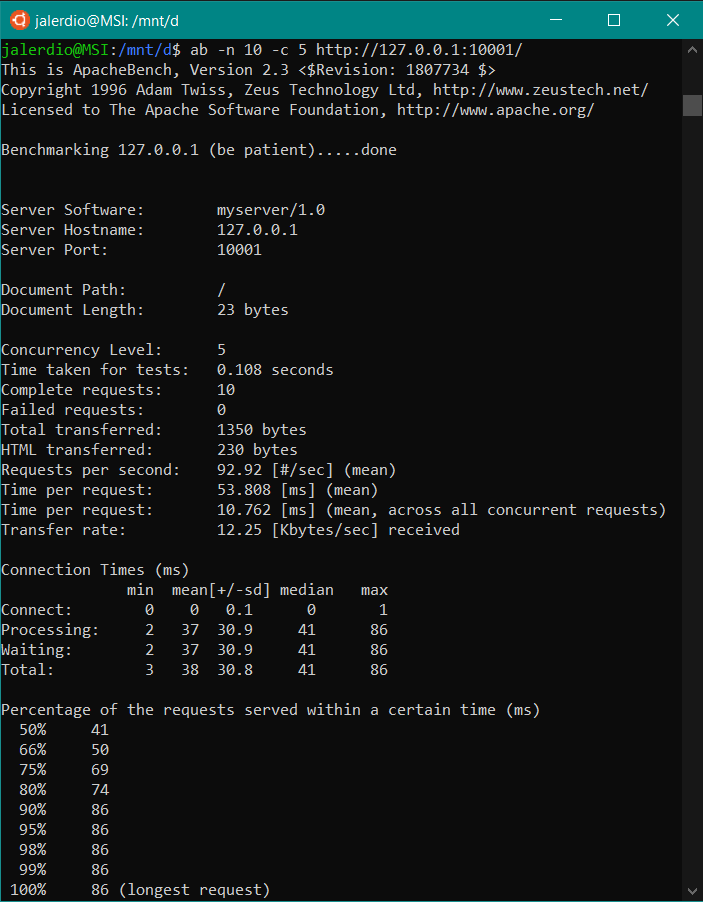 jalerdio@MSI: /mnt/d
jalerdio@MSI:/mnt/d$ ab -n 10 -c 5 http://127.0.0.1:10001/
This is ApacheBench, Version 2.3 <$Revision: 1807734 $>
Copyright 1996 Adam Twiss, Zeus Technology Ltd, http://www.zeustech.net/
Licensed to The Apache Software Foundation, http://www.apache.org/

Benchmarking 127.0.0.1 (be patient).....done


Server Software:        myserver/1.0
Server Hostname:        127.0.0.1
Server Port:            10001

Document Path:          /
Document Length:        23 bytes

Concurrency Level:      5
Time taken for tests:   0.108 seconds
Complete requests:      10
Failed requests:        0
Total transferred:      1350 bytes
HTML transferred:       230 bytes
Requests per second:    92.92 [#/sec] (mean)
Time per request:       53.808 [ms] (mean)
Time per request:       10.762 [ms] (mean, across all concurrent requests)
Transfer rate:          12.25 [Kbytes/sec] received

Connection Times (ms)
              min  mean[+/-sd] median   max
Connect:        0    0   0.1      0       1
Processing:     2   37  30.9     41      86
Waiting:        2   37  30.9     41      86
Total:          3   38  30.8     41      86

Percentage of the requests served within a certain time (ms)
  50%     41
  66%     50
  75%     69
  80%     74
  90%     86
  95%     86
  98%     86
  99%     86
 100%     86 (longest request)